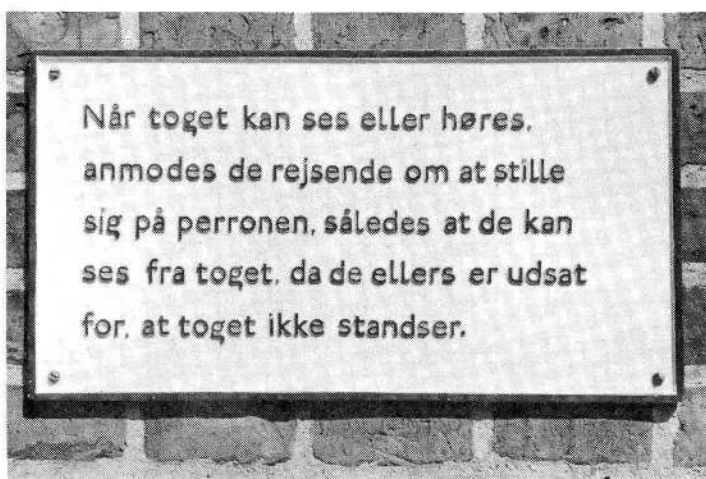 Når toget kan ses eller høres,
anmodes de rejsende om at stille
sig på perronen, således at de kan
ses fra toget, da de ellers er udsat
for, at toget ikke standser.